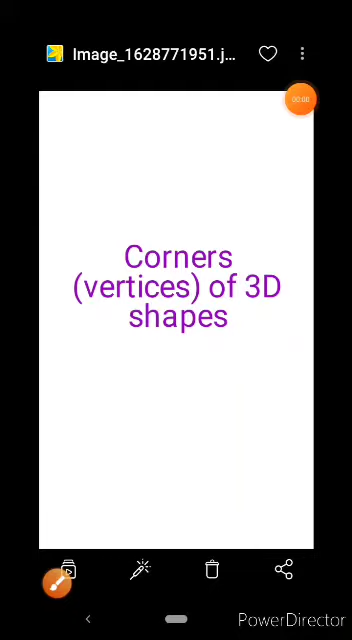 Image_1628771951.j...
00:00
Corners
(vertices) of 3D
shapes
PowerDirector